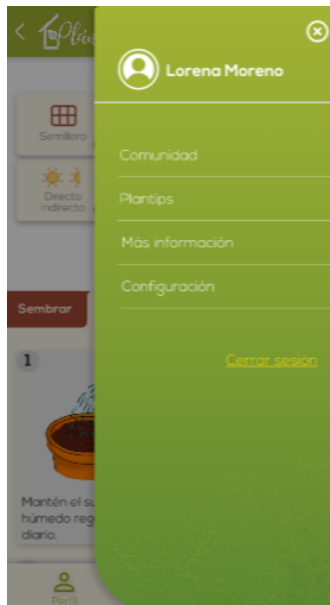 Lorena Moreno
Comunidad
Plantips
Más información
Configuración
Cerrar sesión
Semillero
Directo
indirecto
Sembrar
1
Mantén el su
húmedo reg
diario.
Perfil